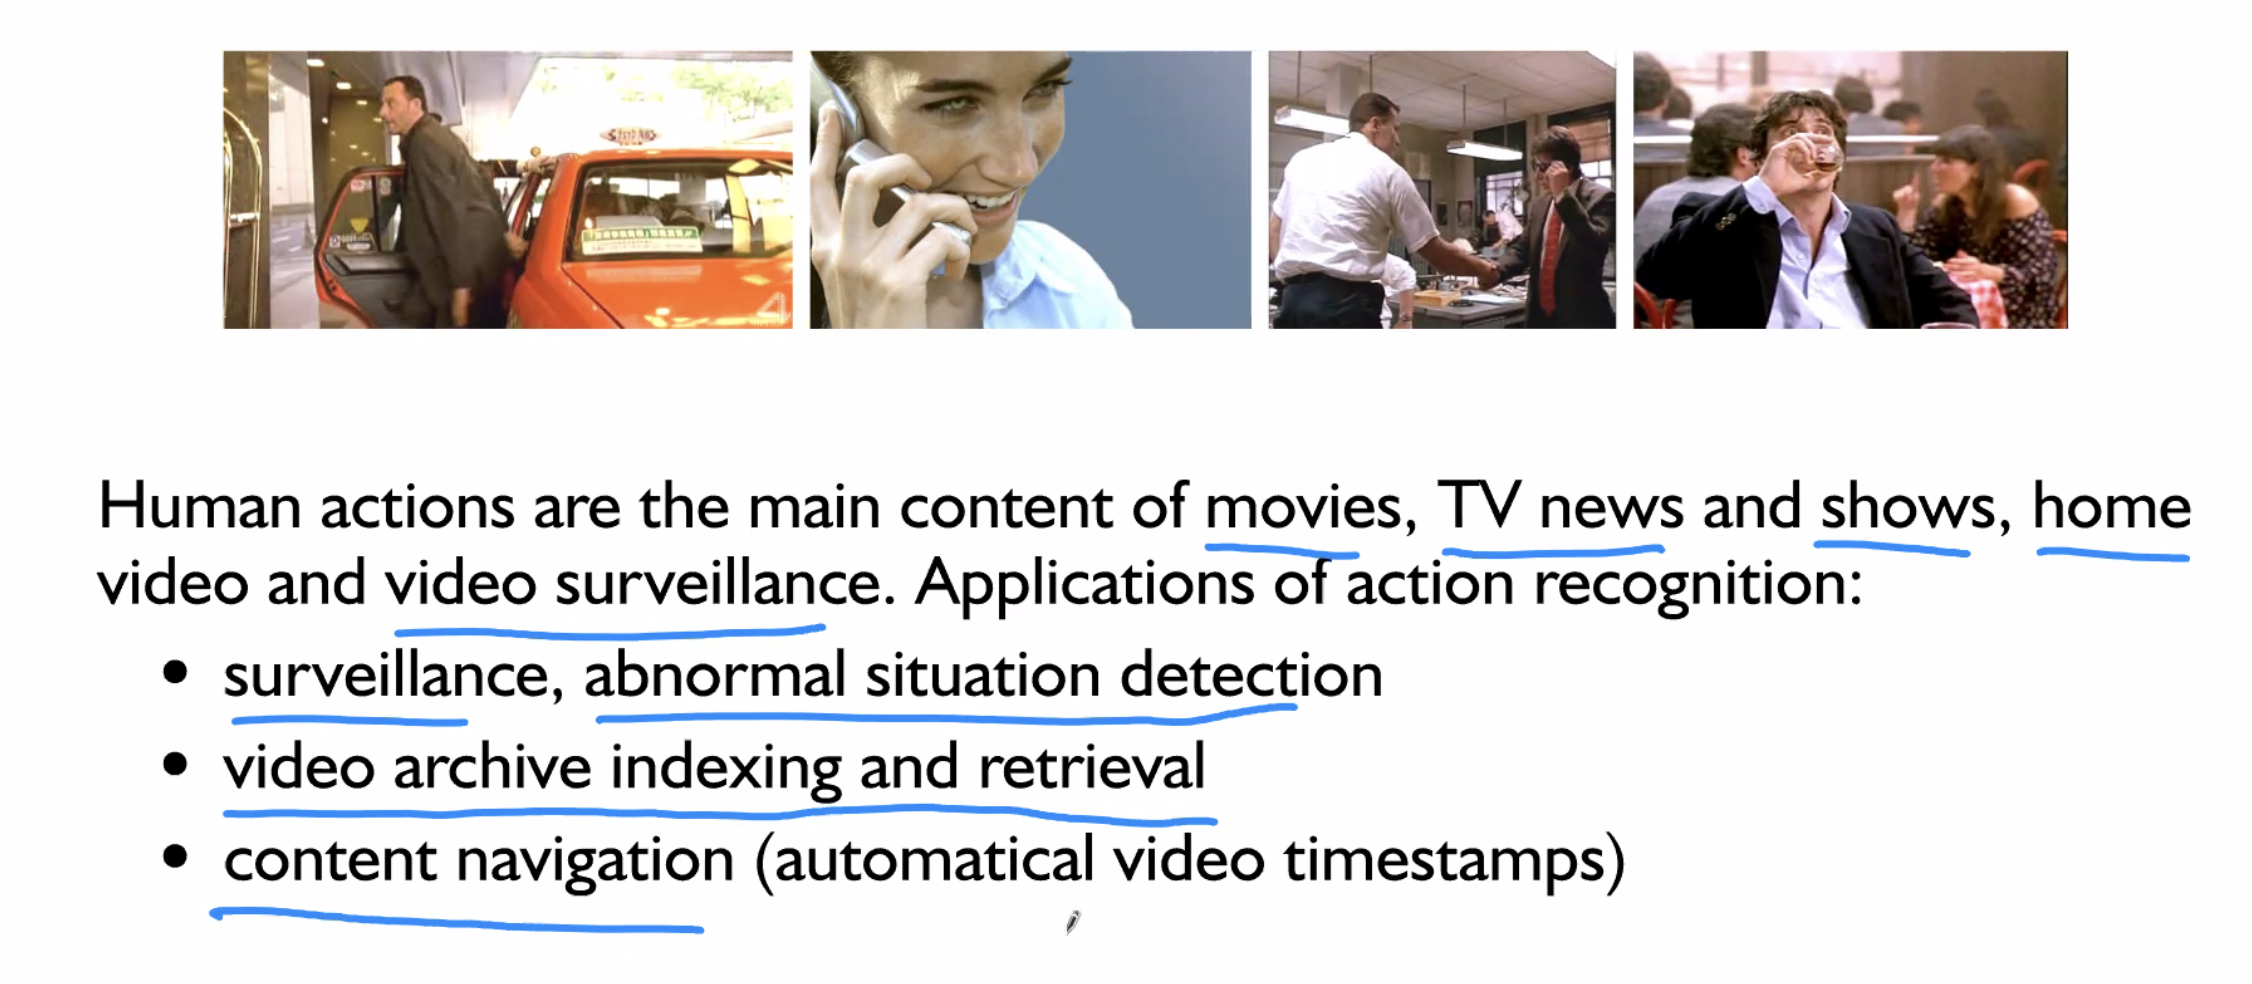 Human actions are the main content of movies, TV news and shows, home
video and video surveillance. Applications of action recognition:
• surveillance, abnormal situation detection
• video archive indexing and retrieval
• content navigation (automatical video timestamps)